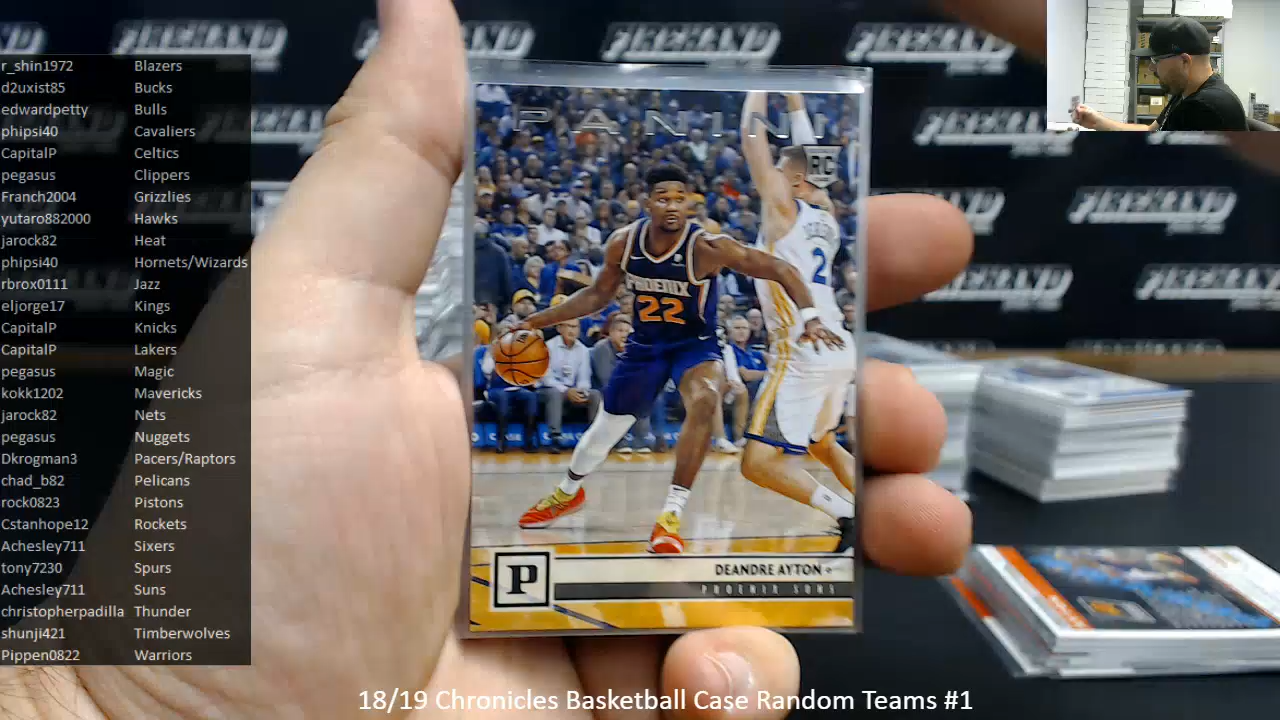 r_shin1972 Blazers
d2uxist85 Bucks
edwardpetty Bulls
phipsi40 Cavaliers
CapitalP Celtics
pegasus Clippers
Franch2004 Grizzlies
yutaro882000 Hawks
jarock82 Heat
phipsi40 Hornets/Wizards
rbrox0111 Jazz
eljorge17 Kings
CapitalP Knicks
CapitalP Lakers
pegasus Magic
kokk1202 Mavericks
jarock82 Nets
pegasus Nuggets
Dkrogman3 Pacers/Raptors
chad_b82 Pelicans
rock0823 Pistons
Cstanhope12 Rockets
Achesley711 Sixers
tony7230 Spurs
Achesley711 Suns
christopherpadilla Thunder
shunji421 Timberwolves
Pippen0822 Warriors
PANINI
RC
2
PHOENIX
22
P
DEANDRE AYTON
PHOENIX SUNS
18/19 Chronicles Basketball Case Random Teams #1